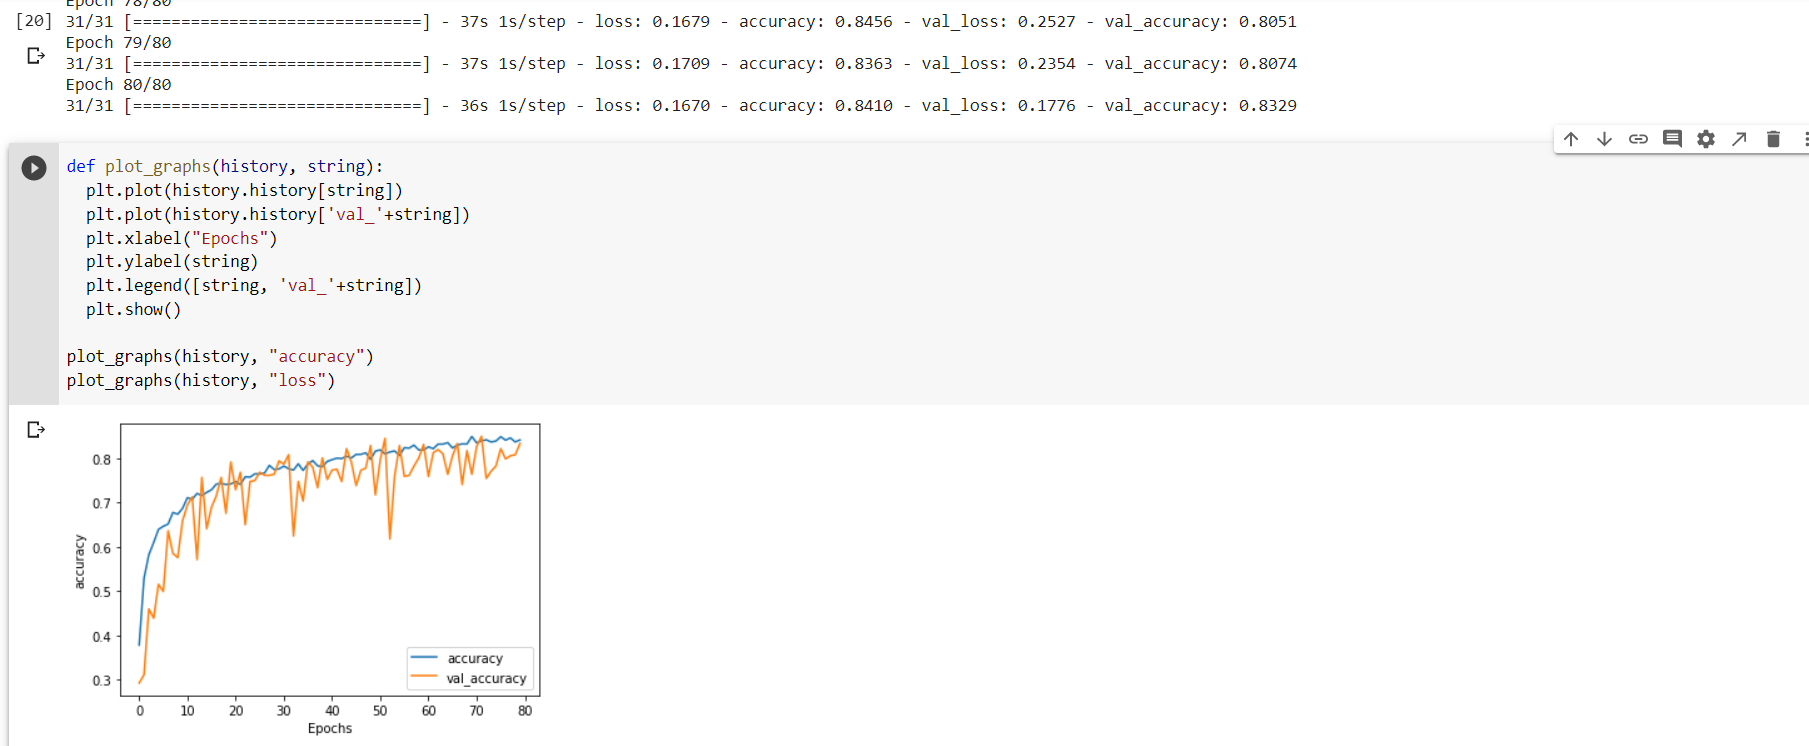 Epoch 78/80
[20] 31/31 [==============================] - 37s 1s/step - loss: 0.1679 - accuracy: 0.8456 - val_loss: 0.2527 - val_accuracy: 0.8051
Epoch 79/80
31/31 [==============================] - 37s 1s/step - loss: 0.1709 - accuracy: 0.8363 - val_loss: 0.2354 - val_accuracy: 0.8074
Epoch 80/80
31/31 [==============================] - 36s 1s/step - loss: 0.1670 - accuracy: 0.8410 - val_loss: 0.1776 - val_accuracy: 0.8329
def plot_graphs(history, string):
  plt.plot(history.history[string])
  plt.plot(history.history['val_'+string])
  plt.xlabel("Epochs")
  plt.ylabel(string)
  plt.legend([string, 'val_'+string])
  plt.show()
plot_graphs(history, "accuracy")
plot_graphs(history, "loss")
0.8
0.7
0.6
0.5
0.4
0.3
accuracy
accuracy
val_accuracy
0 10 20 30 40 50 60 70 80
Epochs